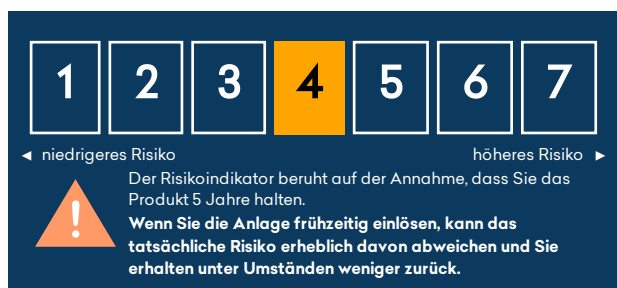 1 2 3 4 5 6 7
◄ niedrigeres Risiko höheres Risiko ►
Der Risikoindikator beruht auf der Annahme, dass Sie das
Produkt 5 Jahre halten.
Wenn Sie die Anlage frühzeitig einlösen, kann das
tatsächliche Risiko erheblich davon abweichen und Sie
erhalten unter Umständen weniger zurück.